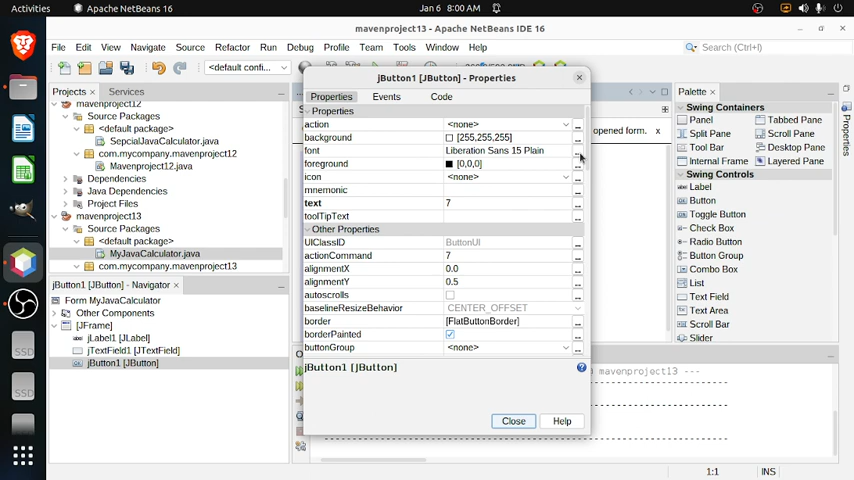 Activities Apache NetBeans IDE 16 Jan 6 8:00 AM
mavenproject13 - Apache NetBeans IDE 16
File Edit View Navigate Source Refactor Run Debug Profile Team Tools Window Help
Search (Ctrl+I)
<default confi...
Projects Services
mavenproject12
Source Packages
<default package>
SepcialJavaCalculator.java
com.mycompany.mavenproject12
Mavenproject12.java
Dependencies
Java Dependencies
Project Files
mavenproject13
Source Packages
<default package>
MyJavaCalculator.java
com.mycompany.mavenproject13
jButton1 [JButton] - Navigator
Form MyJavaCalculator
Other Components
[JFrame]
jLabel1 [JLabel]
jTextField1 [JTextField]
jButton1 [JButton]
SSD
SSD
jButton1 [JButton] - Properties
Properties Events Code
Properties
action <none>
background [255,255,255]
font Liberation Sans 15 Plain
foreground [0,0,0]
icon <none>
mnemonic
text 7
toolTipText
Other Properties
UIClassID ButtonUI
actionCommand 7
alignmentX 0.0
alignmentY 0.5
autoscrolls
baselineResizeBehavior CENTER_OFFSET
border [FlatButtonBorder]
borderPainted
buttonGroup <none>
jButton1 [JButton]
Close Help
opened form. x
mavenproject13 ---
Palette
Swing Containers
Panel Tabbed Pane
Split Pane Scroll Pane
Tool Bar Desktop Pane
Internal Frame Layered Pane
Swing Controls
Label
Button
Toggle Button
Check Box
Radio Button
Button Group
Combo Box
List
Text Field
Text Area
Scroll Bar
Slider
Properties
1:1 INS